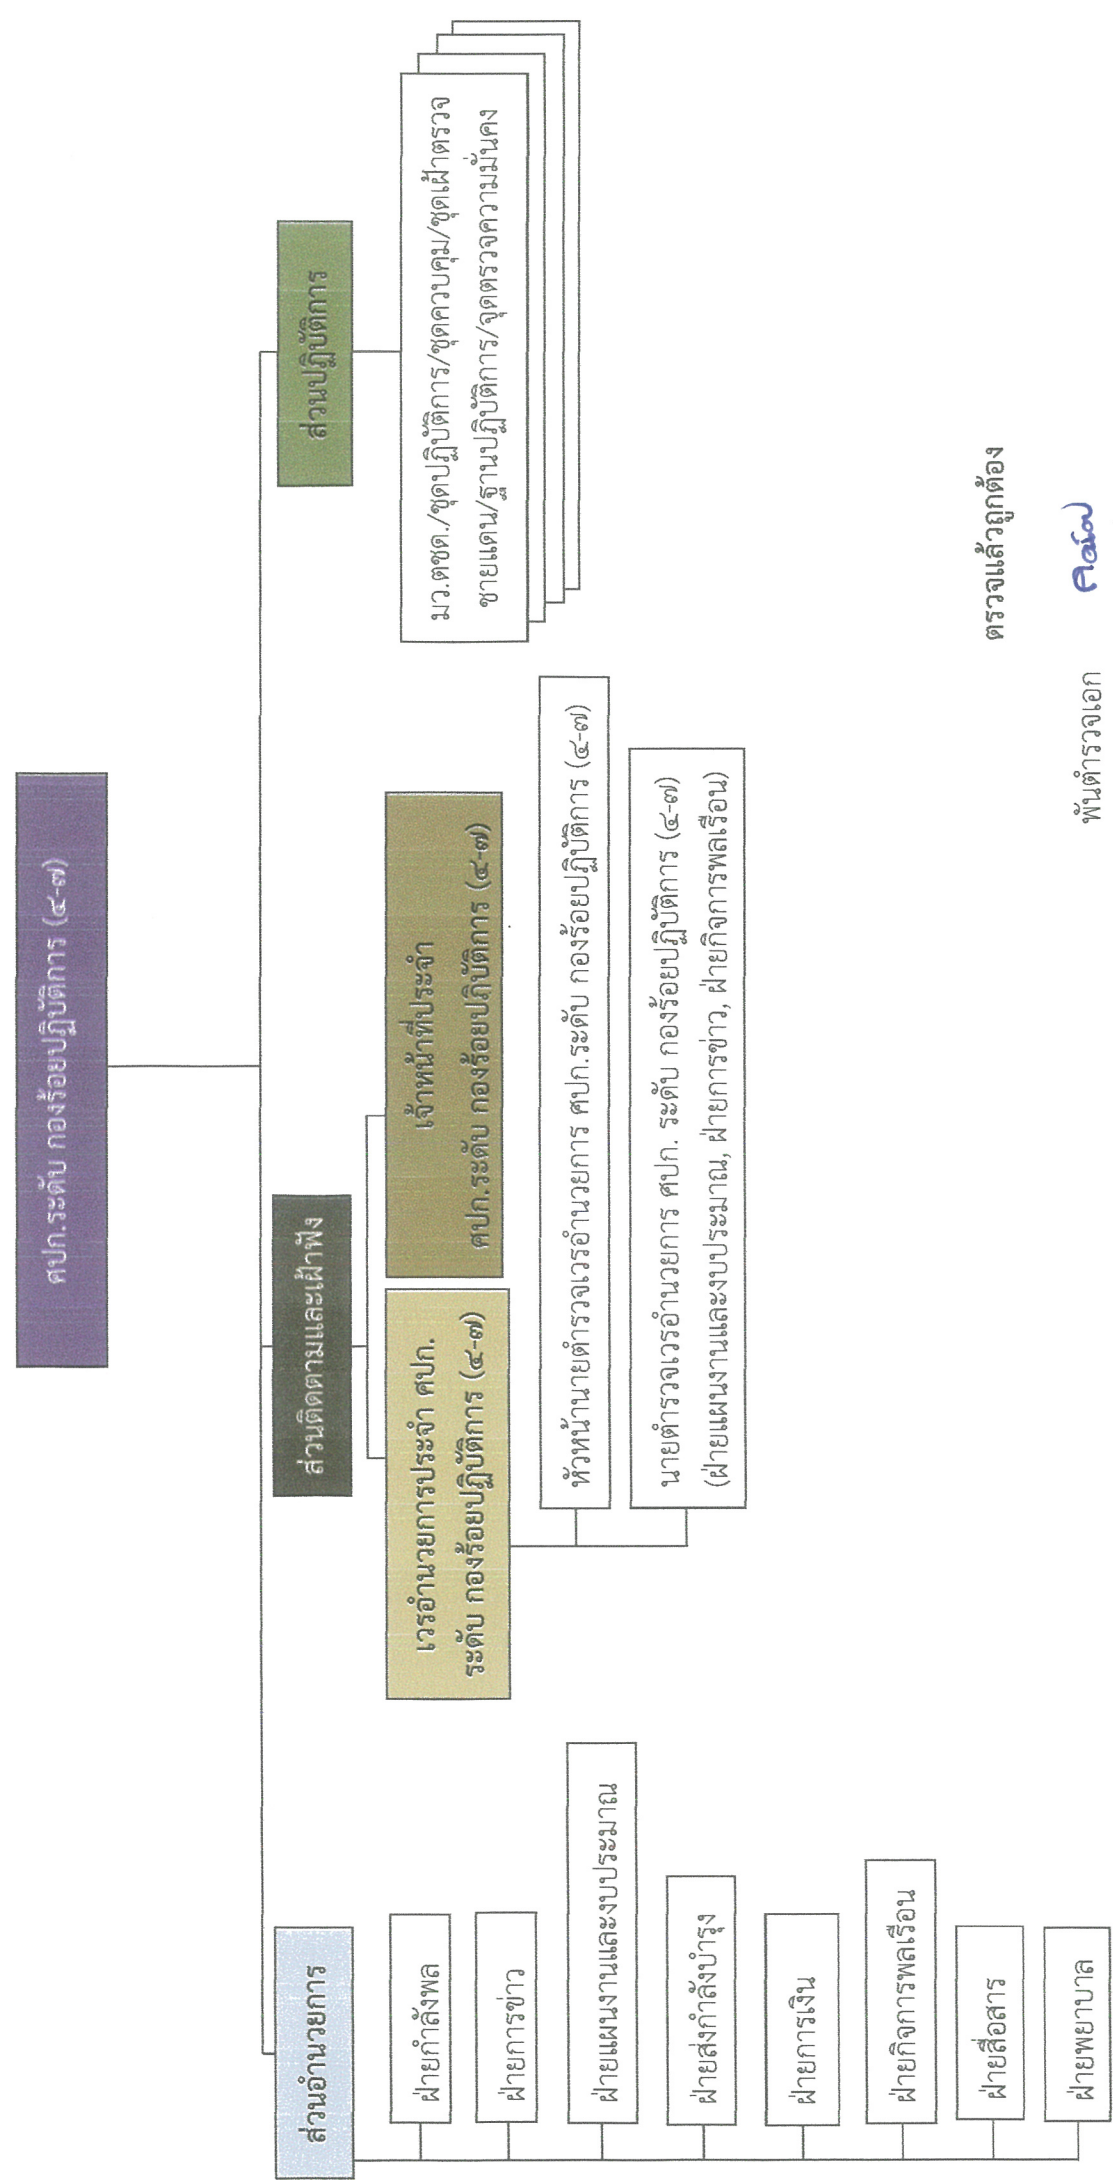 ศปก.ระดับ กองร้อยปฏิบัติการ (๔-๗)
ส่วนอำนวยการ
ฝ่ายกำลังพล
ฝ่ายการข่าว
ฝ่ายแผนงานและงบประมาณ
ฝ่ายส่งกำลังบำรุง
ฝ่ายการเงิน
ฝ่ายกิจการพลเรือน
ฝ่ายสื่อสาร
ฝ่ายพยาบาล
ส่วนติดตามและเฝ้าฟัง
เวรอำนวยการประจำ ศปก.
ระดับ กองร้อยปฏิบัติการ (๔-๗)
เจ้าหน้าที่ประจำ
ศปก.ระดับ กองร้อยปฏิบัติการ (๔-๗)
หัวหน้านายตำรวจเวรอำนวยการ ศปก.ระดับ กองร้อยปฏิบัติการ (๔-๗)
นายตำรวจเวรอำนวยการ ศปก. ระดับ กองร้อยปฏิบัติการ (๔-๗)
(ฝ่ายแผนงานและงบประมาณ, ฝ่ายการข่าว, ฝ่ายกิจการพลเรือน)
ส่วนปฏิบัติการ
มว.ตชด./ชุดปฏิบัติการ/ชุดควบคุม/ชุดเฝ้าตรวจ
ชายแดน/ฐานปฏิบัติการ/จุดตรวจความมั่นคง
ตรวจแล้วถูกต้อง
พันตำรวจเอก